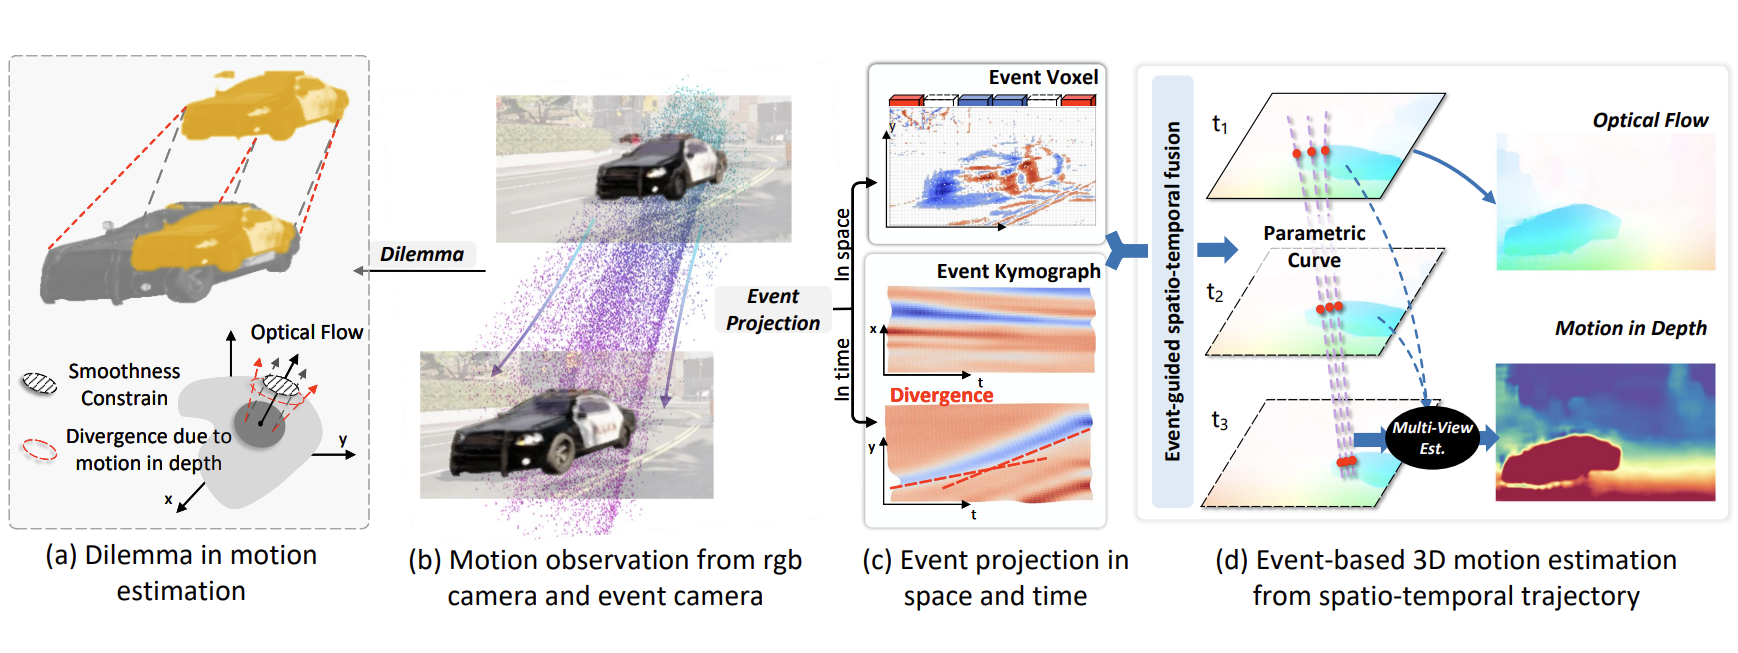 Optical Flow
Smoothness
Constrain
Divergence due to
motion in depth
y
x
(a) Dilemma in motion
estimation
Dilemma
Event
Projection
(b) Motion observation from rgb
camera and event camera
In space
In time
Event Voxel
y
x
Event Kymograph
x
t
Divergence
y
t
(c) Event projection in
space and time
Event-guided spatio-temporal fusion
t1
Parametric
Curve
t2
t3
Multi-View
Est.
Optical Flow
Motion in Depth
(d) Event-based 3D motion estimation
from spatio-temporal trajectory